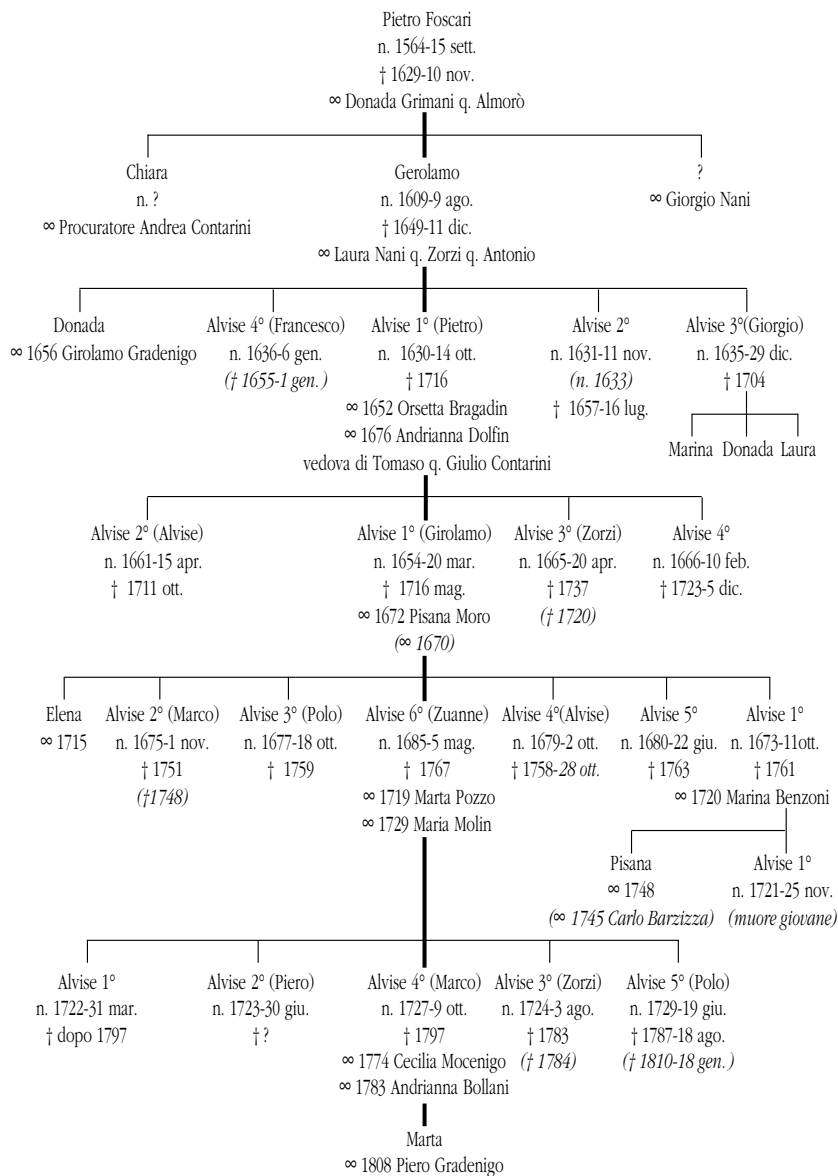 Pietro Foscari
n. 1564-15 sett.
† 1629-10 nov.
∞ Donada Grimani q. Almorò
Chiara
n. ?
∞ Procuratore Andrea Contarini
Gerolamo
n. 1609-9 ago.
† 1649-11 dic.
∞ Laura Nani q. Zorzi q. Antonio
?
∞ Giorgio Nani
Donada
∞ 1656 Girolamo Gradenigo
Alvise 4° (Francesco)
n. 1636-6 gen.
(† 1655-1 gen.)
Alvise 1° (Pietro)
n. 1630-14 ott.
† 1716
∞ 1652 Orsetta Bragadin
∞ 1676 Andrianna Dolfin
vedova di Tomaso q. Giulio Contarini
Alvise 2°
n. 1631-11 nov.
(n. 1633)
† 1657-16 lug.
Alvise 3°(Giorgio)
n. 1635-29 dic.
† 1704
Marina Donada Laura
Alvise 2° (Alvise)
n. 1661-15 apr.
† 1711 ott.
Alvise 1° (Girolamo)
n. 1654-20 mar.
† 1716 mag.
∞ 1672 Pisana Moro
(∞ 1670)
Alvise 3° (Zorzi)
n. 1665-20 apr.
† 1737
(† 1720)
Alvise 4°
n. 1666-10 feb.
† 1723-5 dic.
Elena
∞ 1715
Alvise 2° (Marco)
n. 1675-1 nov.
† 1751
(†1748)
Alvise 3° (Polo)
n. 1677-18 ott.
† 1759
Alvise 6° (Zuanne)
n. 1685-5 mag.
† 1767
∞ 1719 Marta Pozzo
∞ 1729 Maria Molin
Alvise 4°(Alvise)
n. 1679-2 ott.
† 1758-28 ott.
Alvise 5°
n. 1680-22 giu.
† 1763
Alvise 1°
n. 1673-11ott.
† 1761
∞ 1720 Marina Benzoni
Pisana
∞ 1748
(∞ 1745 Carlo Barzizza)
Alvise 1°
n. 1721-25 nov.
(muore giovane)
Alvise 1°
n. 1722-31 mar.
† dopo 1797
Alvise 2° (Piero)
n. 1723-30 giu.
† ?
Alvise 4° (Marco)
n. 1727-9 ott.
† 1797
∞ 1774 Cecilia Mocenigo
∞ 1783 Andrianna Bollani
Alvise 3° (Zorzi)
n. 1724-3 ago.
† 1783
(† 1784)
Alvise 5° (Polo)
n. 1729-19 giu.
† 1787-18 ago.
(† 1810-18 gen.)
Marta
∞ 1808 Piero Gradenigo